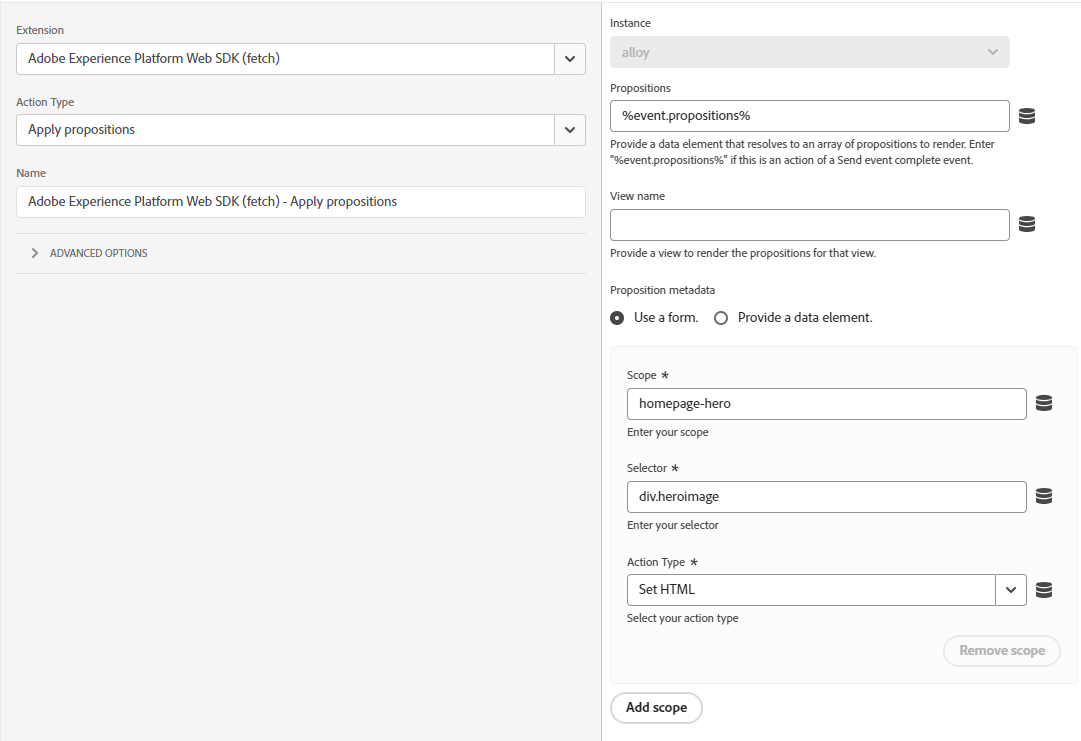 Extension
Adobe Experience Platform Web SDK (fetch)
Action Type
Apply propositions
Name
Adobe Experience Platform Web SDK (fetch) - Apply propositions
ADVANCED OPTIONS
Instance
alloy
Propositions
%event.propositions%
Provide a data element that resolves to an array of propositions to render. Enter
"%event.propositions%" if this is an action of a Send event complete event.
View name
Provide a view to render the propositions for that view.
Proposition metadata
Use a form. Provide a data element.
Scope *
homepage-hero
Enter your scope
Selector *
div.heroimage
Enter your selector
Action Type *
Set HTML
Select your action type
Remove scope
Add scope